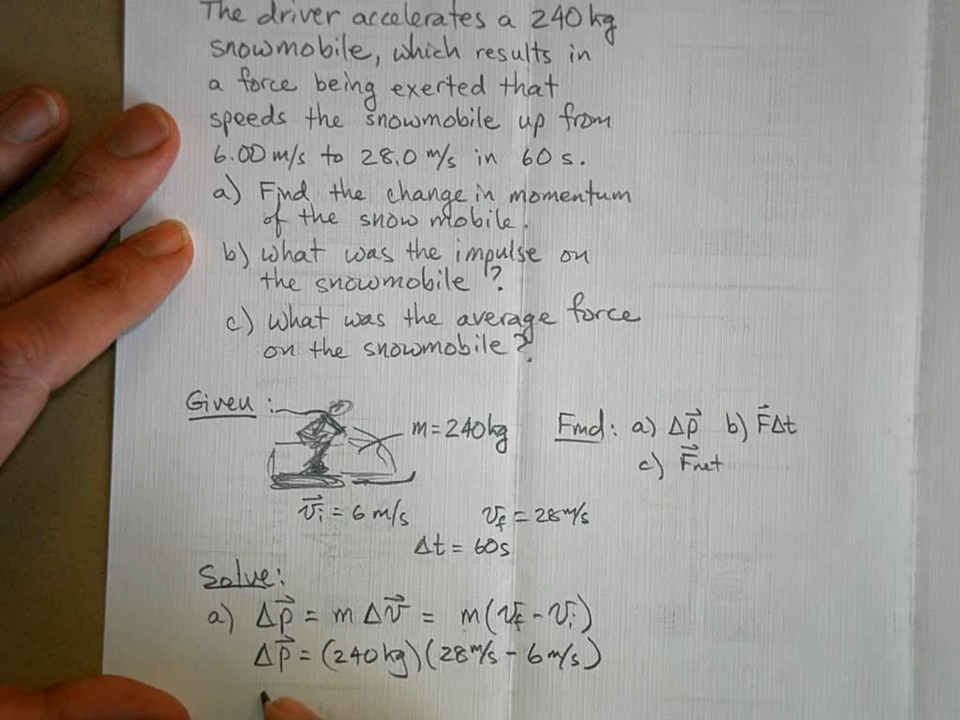 The driver accelerates a 240 kg
snowmobile, which results in
a force being exerted that
speeds the snowmobile up from
6.00 m/s to 28.0 m/s in 60 s.
a) Find the change in momentum
of the snow mobile.
b) what was the impulse on
the snowmobile ?
c) what was the average force
on the snowmobile ?
Given : m = 240 kg Find : a) Δp⃗ b) F⃗Δt
c) F⃗net
v⃗i = 6 m/s vf = 28 m/s
Δt = 60s
Solve:
a) Δp⃗ = m Δv⃗ = m(vf - vi)
Δp⃗ = (240 kg)(28 m/s - 6 m/s)